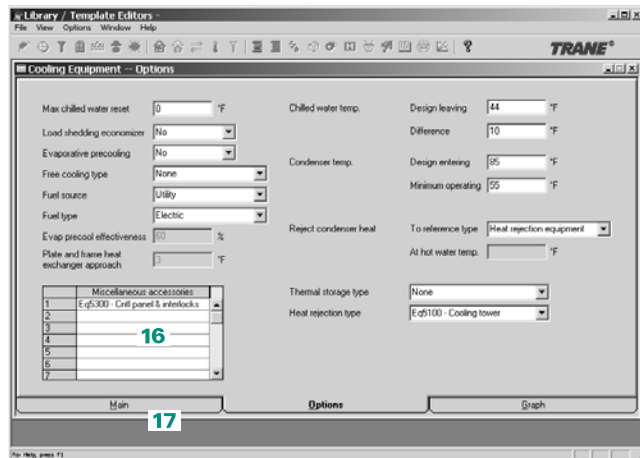 Library / Template Editors -
File View Options Window Help
TRANE®
Cooling Equipment -- Options
Max chilled water reset 0 °F Chilled water temp. Design leaving 44 °F
Load shedding economizer No Difference 10 °F
Evaporative precooling No
Free cooling type None Condenser temp. Design entering 85 °F
Fuel source Utility Minimum operating 55 °F
Fuel type Electric
Evap precool effectiveness 60 % Reject condenser heat To reference type Heat rejection equipment
Plate and frame heat
exchanger approach 3 °F At hot water temp. °F
Miscellaneous accessories Thermal storage type None
1 Eq5300 - Cntl panel & interlocks
2 Heat rejection type Eq5100 - Cooling tower
3
4 16
5
6
7
Main Options Graph
17
For Help, press F1